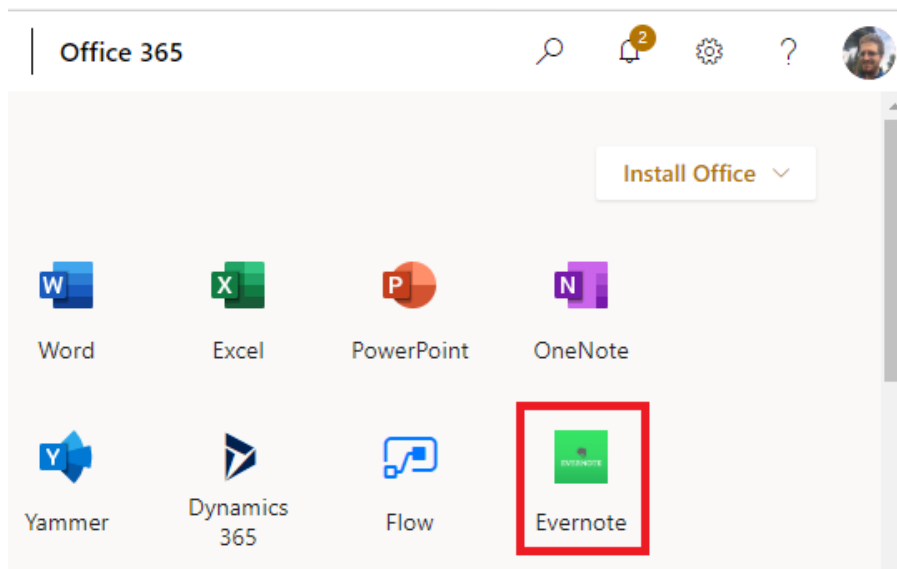 Office 365
2
?
Install Office
W
X
P
N
Word
Excel
PowerPoint
OneNote
Y
EVERNOTE
Yammer
Dynamics
365
Flow
Evernote